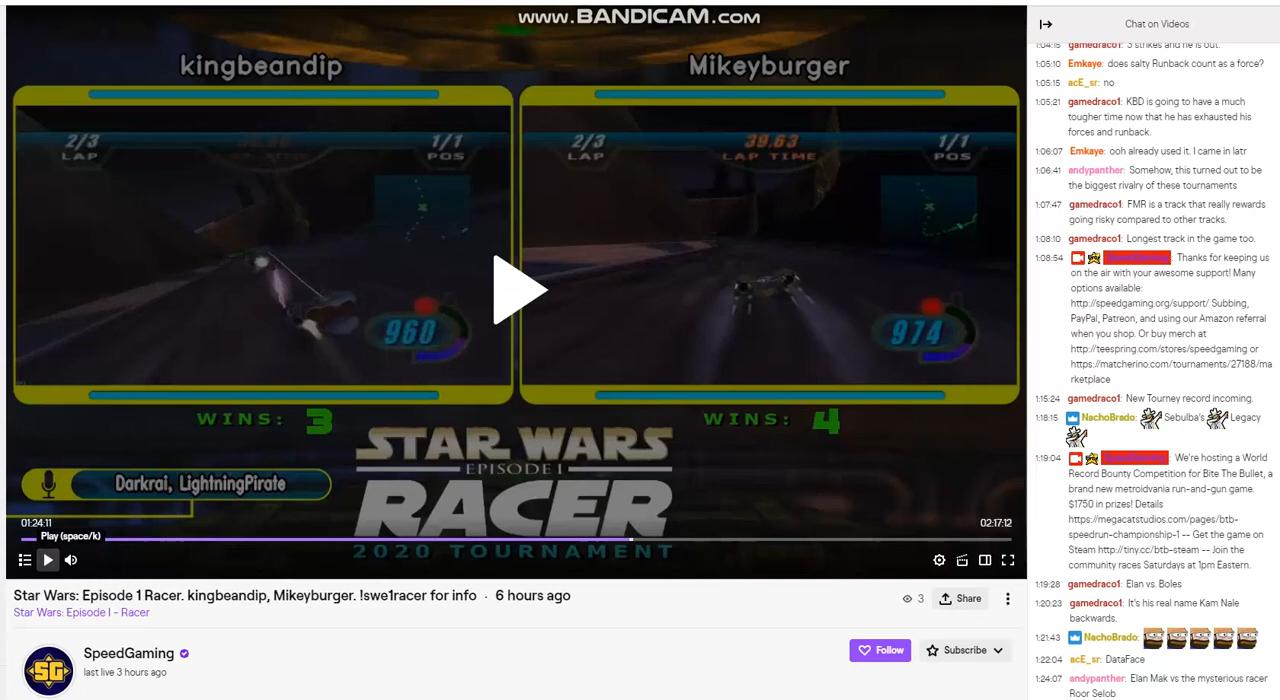 www.BANDICAM.com
kingbeandip
Mikeyburger
2/3
LAP
1/1
POS
2/3
LAP
39.63
LAP TIME
1/1
POS
960
974
WINS: 3
WINS: 4
STAR WARS
EPISODE I
RACER
2020 TOURNAMENT
Darkrai, LightningPirate
01:24:11
02:17:12
Play (space/k)
Star Wars: Episode 1 Racer. kingbeandip, Mikeyburger. !swe1racer for info · 6 hours ago
3
Share
Star Wars: Episode I - Racer
SG
SpeedGaming
last live 3 hours ago
Follow
Subscribe
Chat on Videos
1:04:15 gamedraco1: 3 strikes and he is out.
1:05:10 Emkaye: does salty Runback count as a force?
1:05:15 acE_sr: no
1:05:21 gamedraco1: KBD is going to have a much
tougher time now that he has exhausted his
forces and runback.
1:06:07 Emkaye: ooh already used it. I came in latr
1:06:41 andypanther: Somehow, this turned out to be
the biggest rivalry of these tournaments
1:07:47 gamedraco1: FMR is a track that really rewards
going risky compared to other tracks.
1:08:10 gamedraco1: Longest track in the game too.
1:08:54 SpeedGaming: Thanks for keeping us
on the air with your awesome support! Many
options available:
http://speedgaming.org/support/ Subbing,
PayPal, Patreon, and using our Amazon referral
when you shop. Or buy merch at
http://teespring.com/stores/speedgaming or
https://matcherino.com/tournaments/27188/ma
rketplace
1:15:24 gamedraco1: New Tourney record incoming.
1:18:15 NachoBrado: Sebulba's Legacy
1:19:04 SpeedGaming: We're hosting a World
Record Bounty Competition for Bite The Bullet, a
brand new metroidvania run-and-gun game.
$1750 in prizes! Details
https://megacatstudios.com/pages/btb-
speedrun-championship-1 -- Get the game on
Steam http://tiny.cc/btb-steam -- Join the
community races Saturdays at 1pm Eastern.
1:19:28 gamedraco1: Elan vs. Boles
1:20:23 gamedraco1: It's his real name Kam Nale
backwards.
1:21:43 NachoBrado:
1:22:04 acE_sr: DataFace
1:24:07 andypanther: Elan Mak vs the mysterious racer
Roor Selob